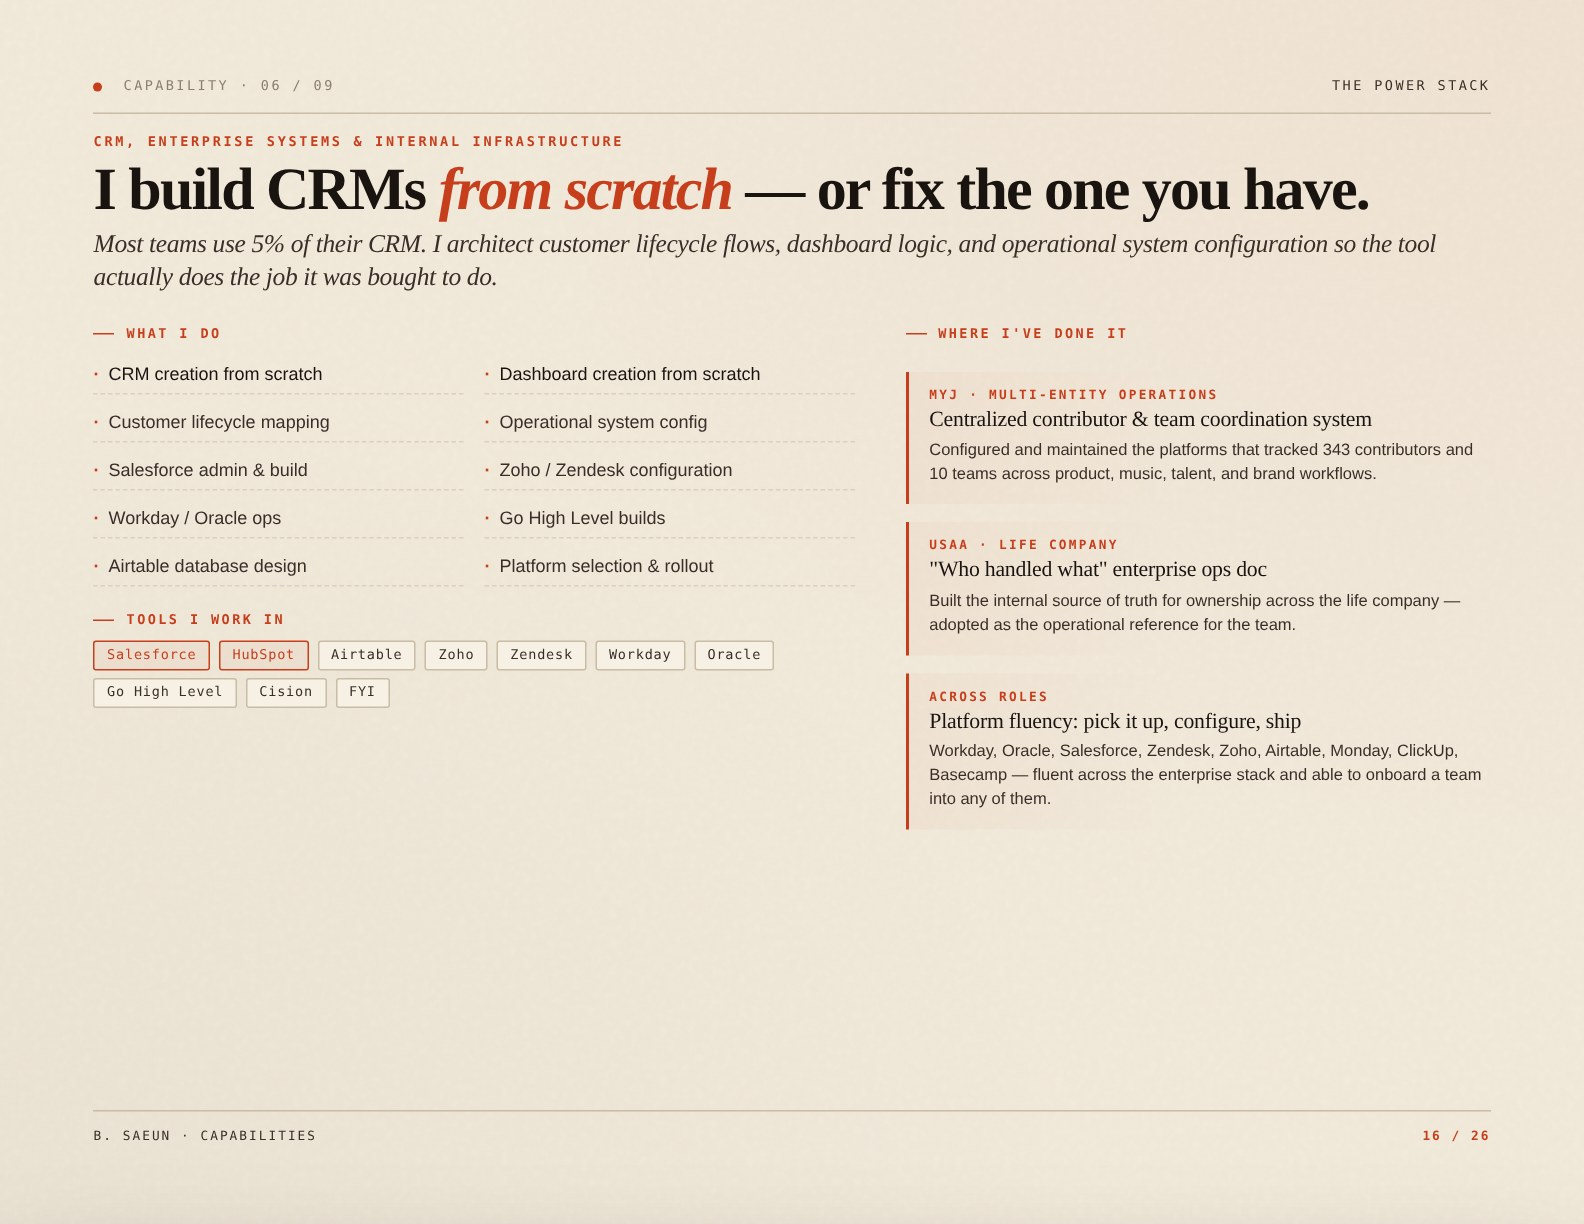 CAPABILITY · 06 / 09
THE POWER STACK
CRM, ENTERPRISE SYSTEMS & INTERNAL INFRASTRUCTURE
I build CRMs from scratch — or fix the one you have.
Most teams use 5% of their CRM. I architect customer lifecycle flows, dashboard logic, and operational system configuration so the tool
actually does the job it was bought to do.
WHAT I DO
· CRM creation from scratch
· Dashboard creation from scratch
· Customer lifecycle mapping
· Operational system config
· Salesforce admin & build
· Zoho / Zendesk configuration
· Workday / Oracle ops
· Go High Level builds
· Airtable database design
· Platform selection & rollout
TOOLS I WORK IN
Salesforce HubSpot Airtable Zoho Zendesk Workday Oracle
Go High Level Cision FYI
WHERE I'VE DONE IT
MYJ · MULTI-ENTITY OPERATIONS
Centralized contributor & team coordination system
Configured and maintained the platforms that tracked 343 contributors and
10 teams across product, music, talent, and brand workflows.
USAA · LIFE COMPANY
"Who handled what" enterprise ops doc
Built the internal source of truth for ownership across the life company —
adopted as the operational reference for the team.
ACROSS ROLES
Platform fluency: pick it up, configure, ship
Workday, Oracle, Salesforce, Zendesk, Zoho, Airtable, Monday, ClickUp,
Basecamp — fluent across the enterprise stack and able to onboard a team
into any of them.
B. SAEUN · CAPABILITIES
16 / 26